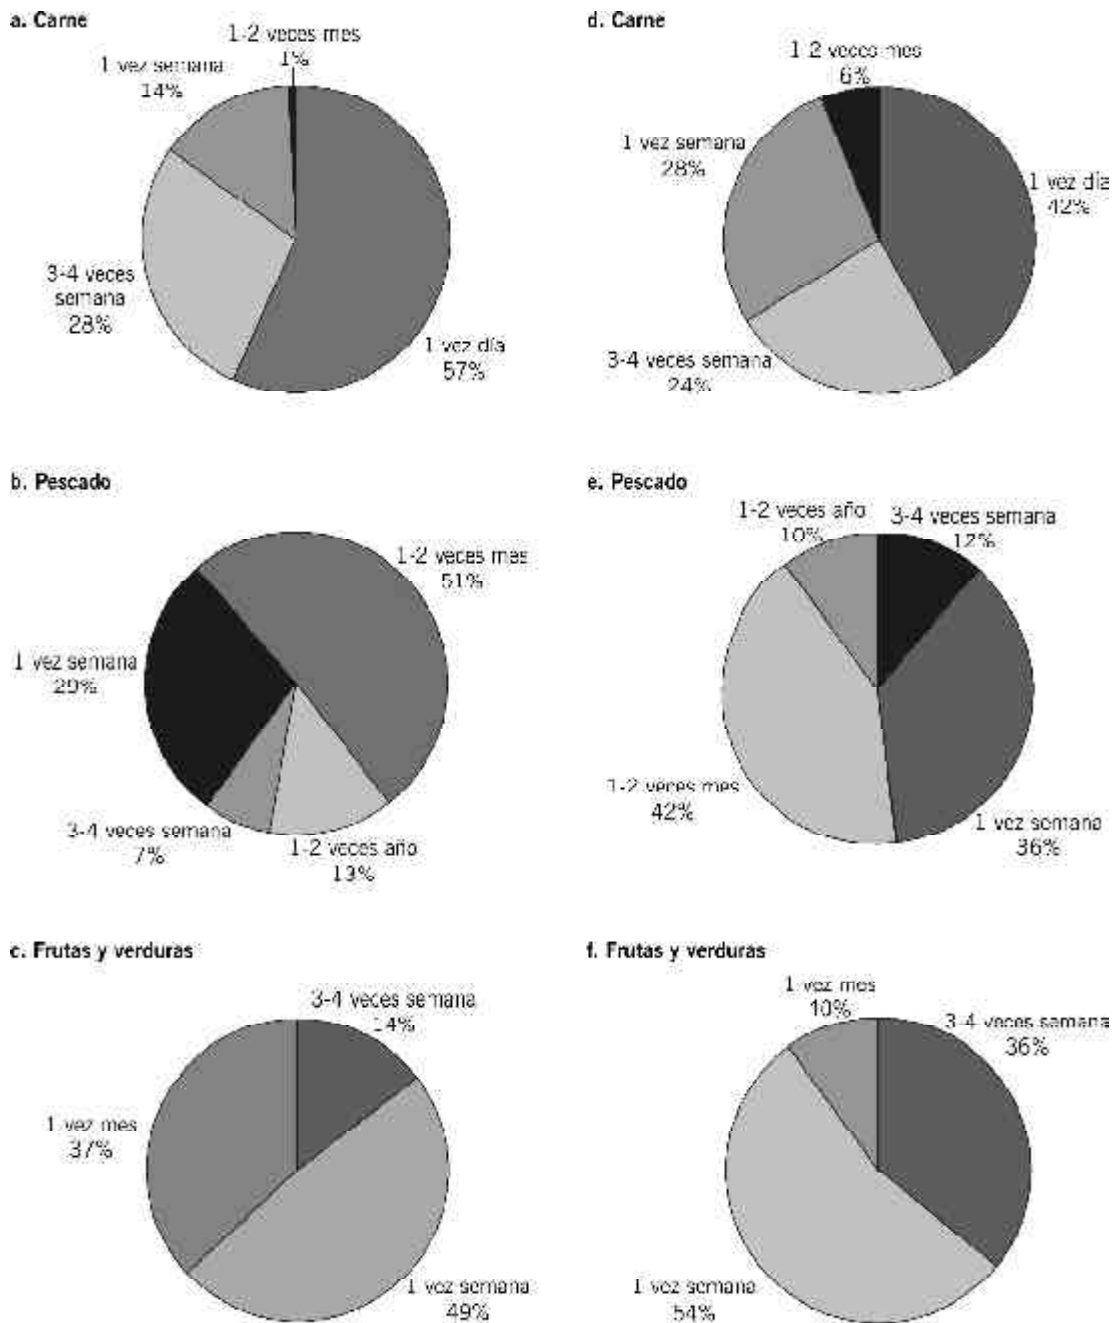 a. Carne
1-2 veces mes
1%
1 vez semana
14%
3-4 veces
semana
28%
1 vez día
57%
d. Carne
1-2 veces mes
6%
1 vez semana
28%
1 vez día
42%
3-4 veces semana
24%
b. Pescado
1-2 veces mes
51%
1 vez semana
29%
3-4 veces semana
7%
1-2 veces año
13%
e. Pescado
1-2 veces año
10%
3-4 veces semana
12%
1-2 veces mes
42%
1 vez semana
36%
c. Frutas y verduras
3-4 veces semana
14%
1 vez mes
37%
1 vez semana
49%
f. Frutas y verduras
1 vez mes
10%
3-4 veces semana
36%
1 vez semana
54%